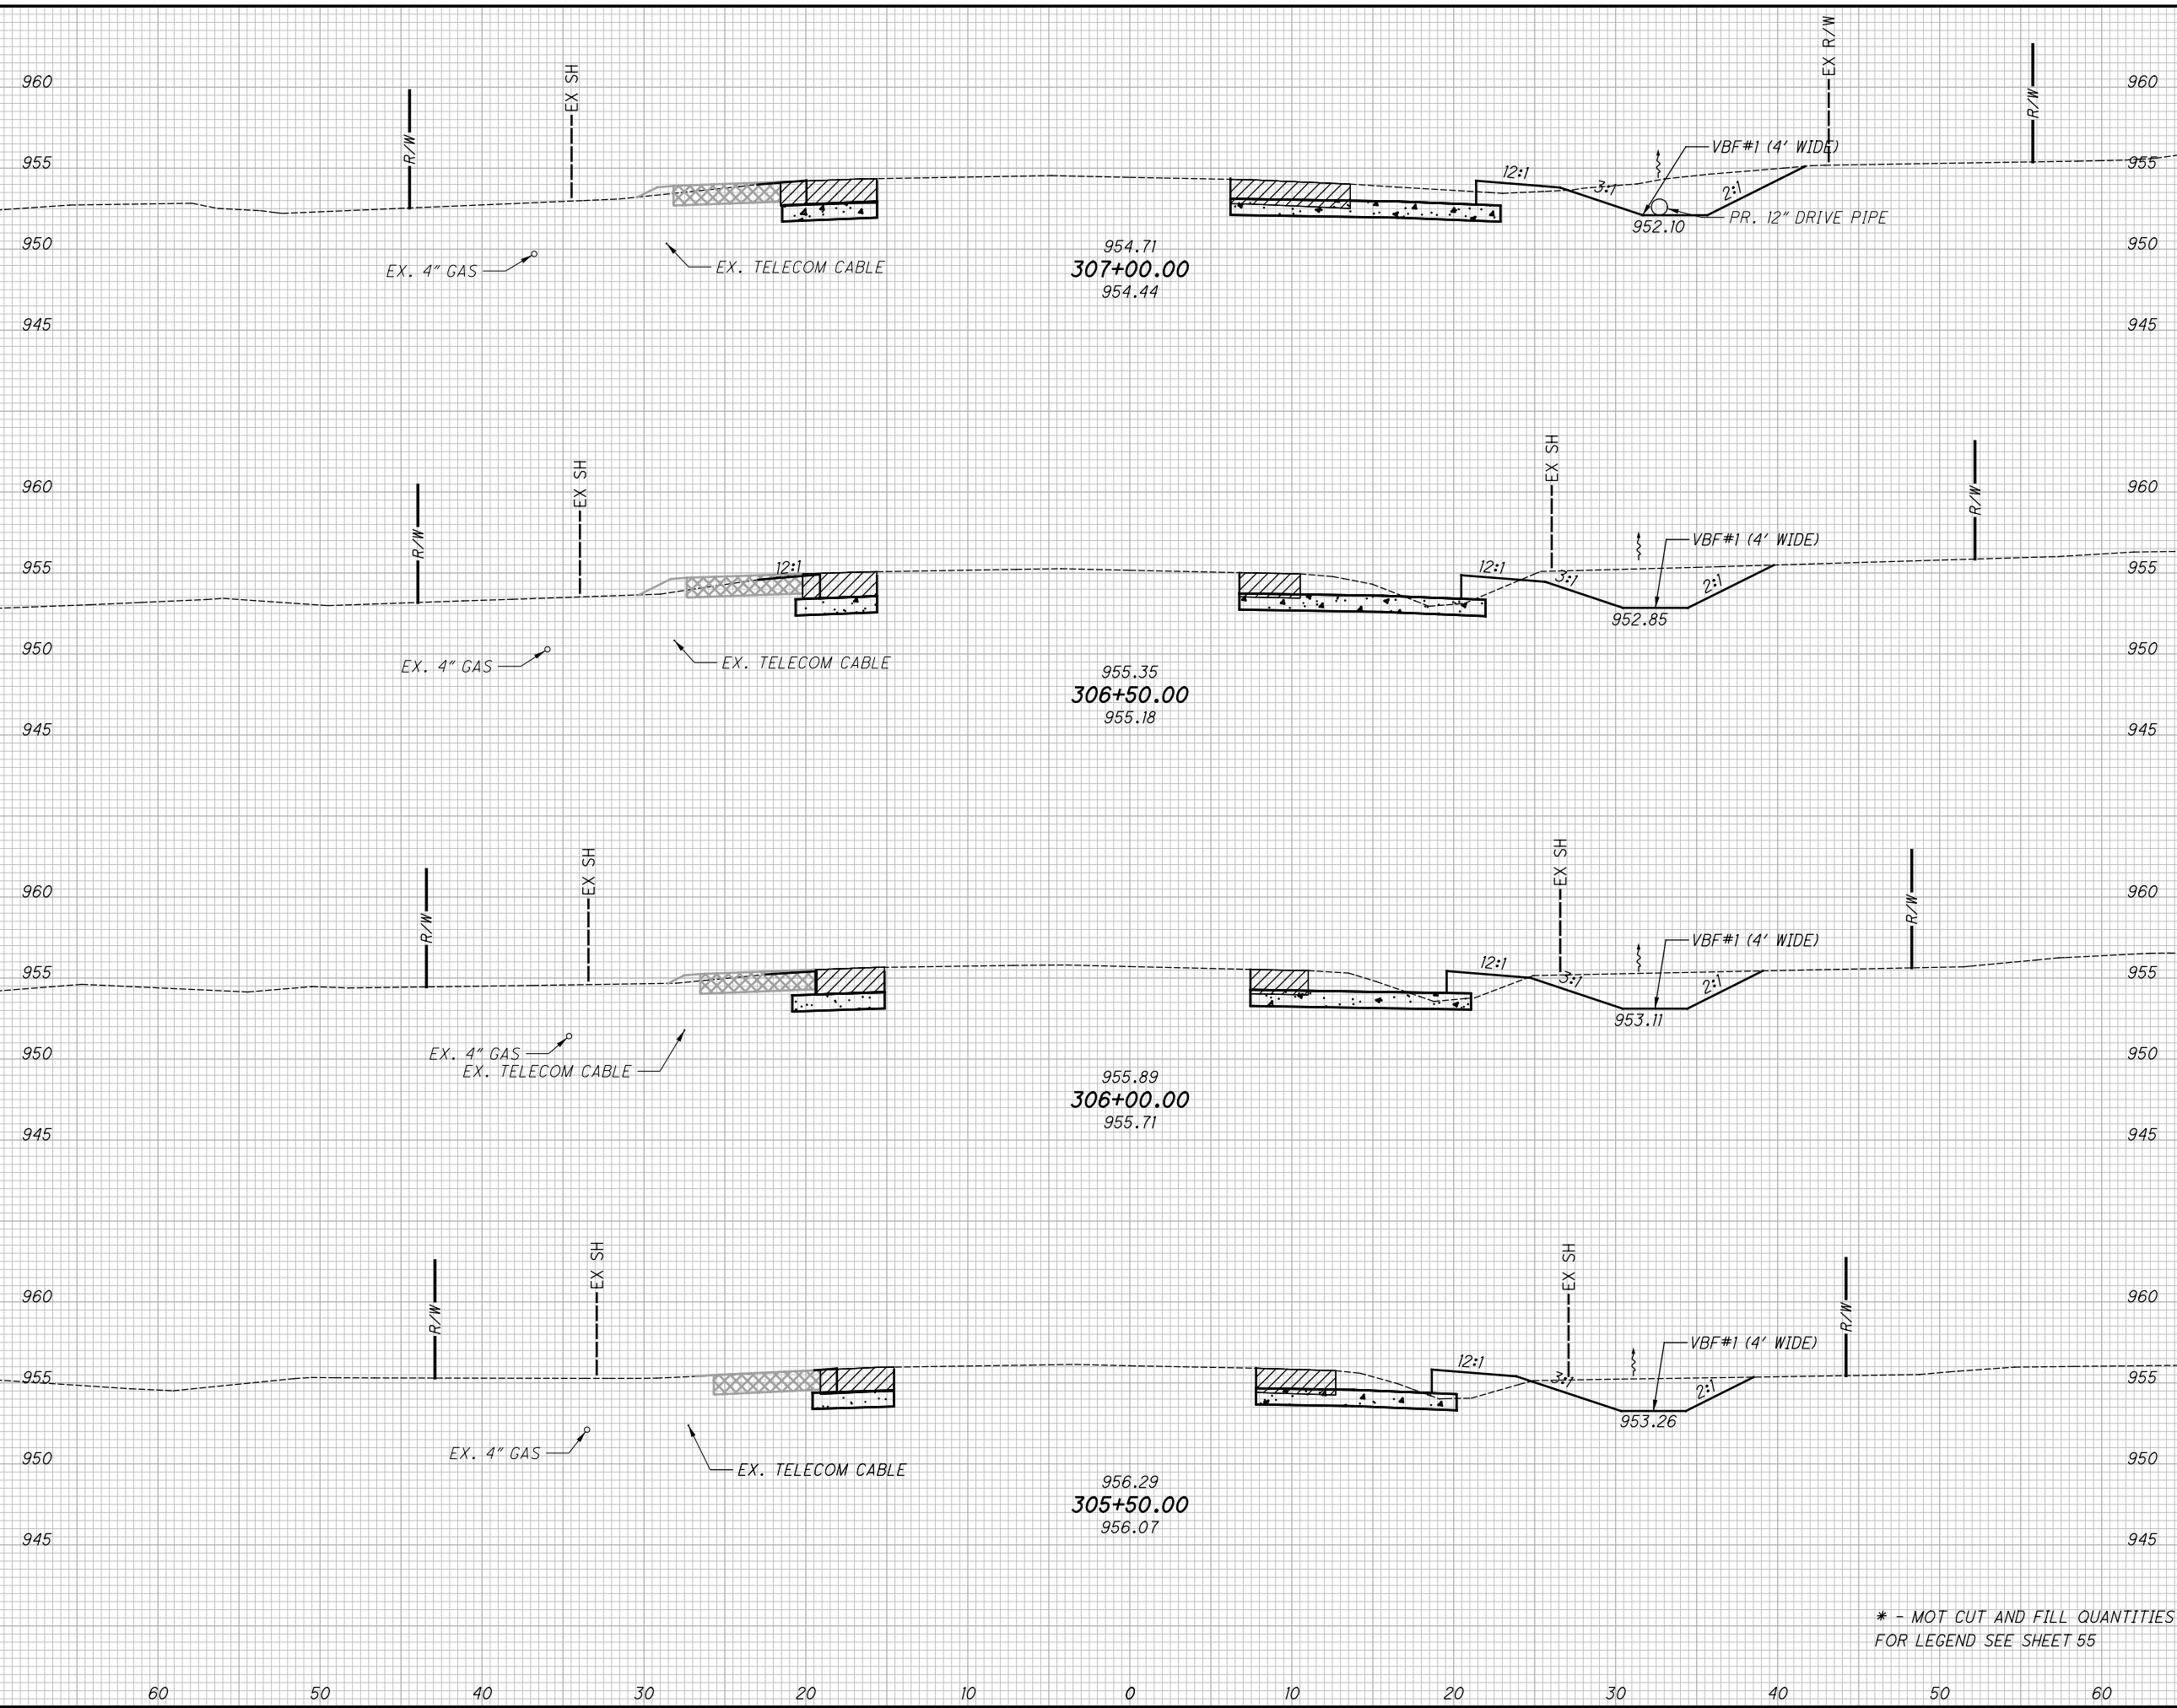 EX R/W
960
R/W
EX SH
R/W
960
955
12:1
3:1
VBF#1 (4' WIDE)
2:1
955
PR. 12" DRIVE PIPE
952.10
950
EX. 4" GAS
EX. TELECOM CABLE
954.71
307+00.00
954.44
950
945
945
960
R/W
EX SH
EX SH
R/W
960
955
12:1
12:1
3:1
VBF#1 (4' WIDE)
2:1
955
952.85
950
EX. 4" GAS
EX. TELECOM CABLE
955.35
306+50.00
955.18
950
945
945
960
R/W
EX SH
EX SH
R/W
960
955
12:1
3:1
VBF#1 (4' WIDE)
2:1
955
953.11
950
EX. 4" GAS
EX. TELECOM CABLE
955.89
306+00.00
955.71
950
945
945
960
R/W
EX SH
EX SH
R/W
960
955
12:1
3:1
VBF#1 (4' WIDE)
2:1
955
953.26
950
EX. 4" GAS
EX. TELECOM CABLE
956.29
305+50.00
956.07
950
945
945
* - MOT CUT AND FILL QUANTITIES
FOR LEGEND SEE SHEET 55
60 50 40 30 20 10 0 10 20 30 40 50 60